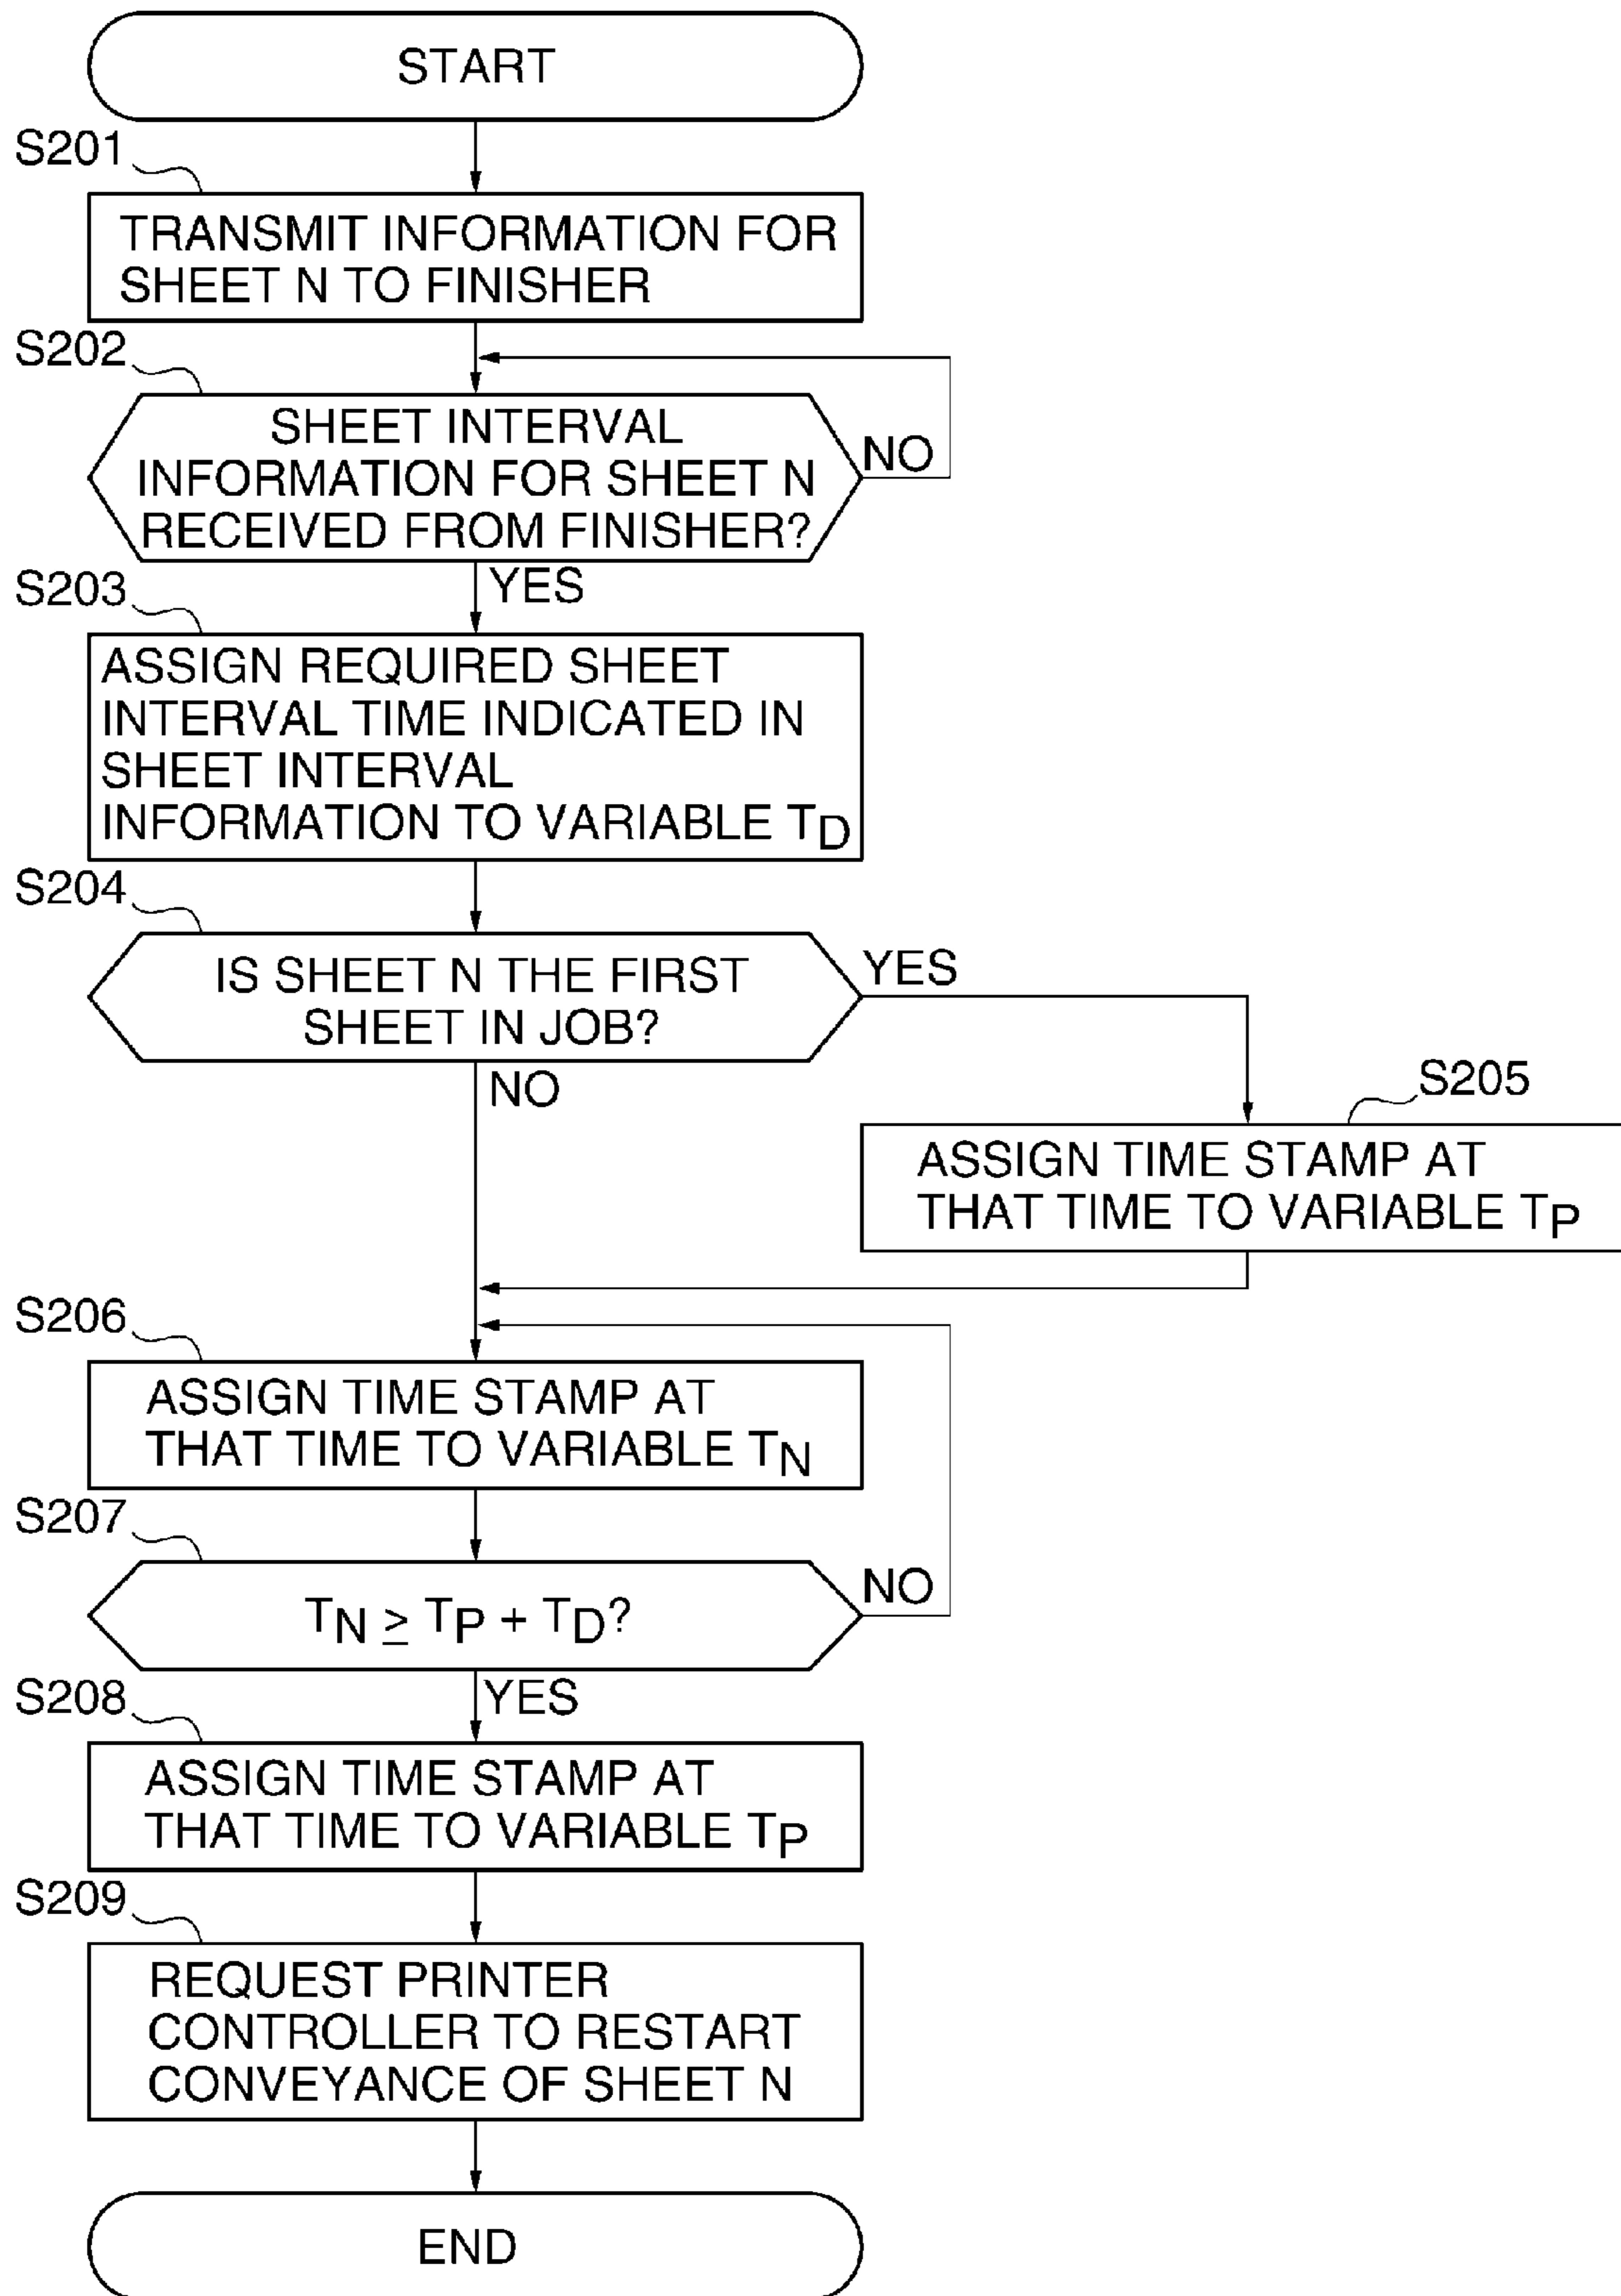 START
S201
TRANSMIT INFORMATION FOR
SHEET N TO FINISHER
S202
SHEET INTERVAL
INFORMATION FOR SHEET N
RECEIVED FROM FINISHER?
NO
YES
S203
ASSIGN REQUIRED SHEET
INTERVAL TIME INDICATED IN
SHEET INTERVAL
INFORMATION TO VARIABLE TD
S204
IS SHEET N THE FIRST
SHEET IN JOB?
YES
NO
S205
ASSIGN TIME STAMP AT
THAT TIME TO VARIABLE TP
S206
ASSIGN TIME STAMP AT
THAT TIME TO VARIABLE TN
S207
TN ≥ TP + TD?
NO
YES
S208
ASSIGN TIME STAMP AT
THAT TIME TO VARIABLE TP
S209
REQUEST PRINTER
CONTROLLER TO RESTART
CONVEYANCE OF SHEET N
END